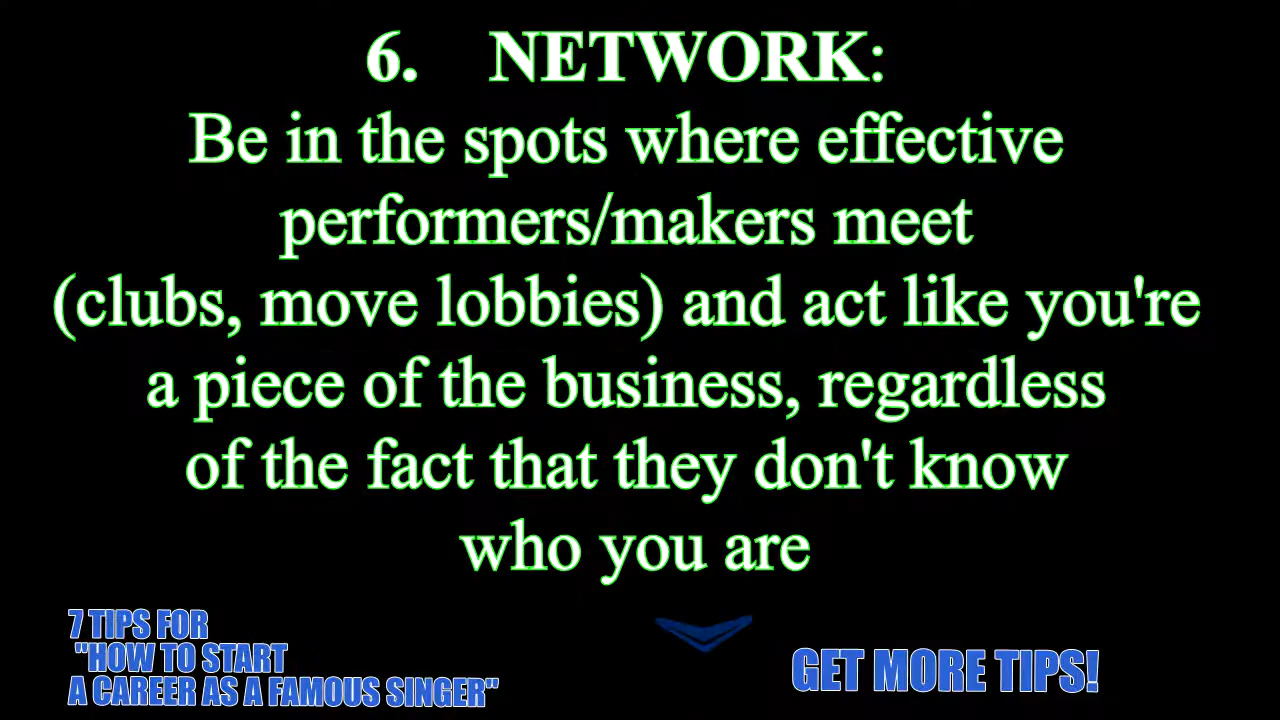 6. NETWORK:
Be in the spots where effective
performers/makers meet
(clubs, move lobbies) and act like you're
a piece of the business, regardless
of the fact that they don't know
who you are
7 TIPS FOR
"HOW TO START
A CAREER AS A FAMOUS SINGER"
GET MORE TIPS!